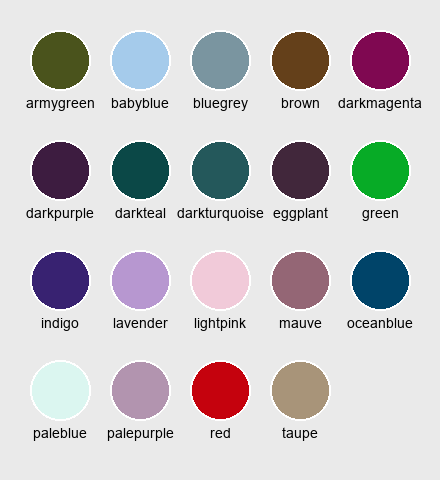 armygreen babyblue bluegrey brown darkmagenta
darkpurple darkteal darkturquoise eggplant green
indigo lavender lightpink mauve oceanblue
paleblue palepurple red taupe